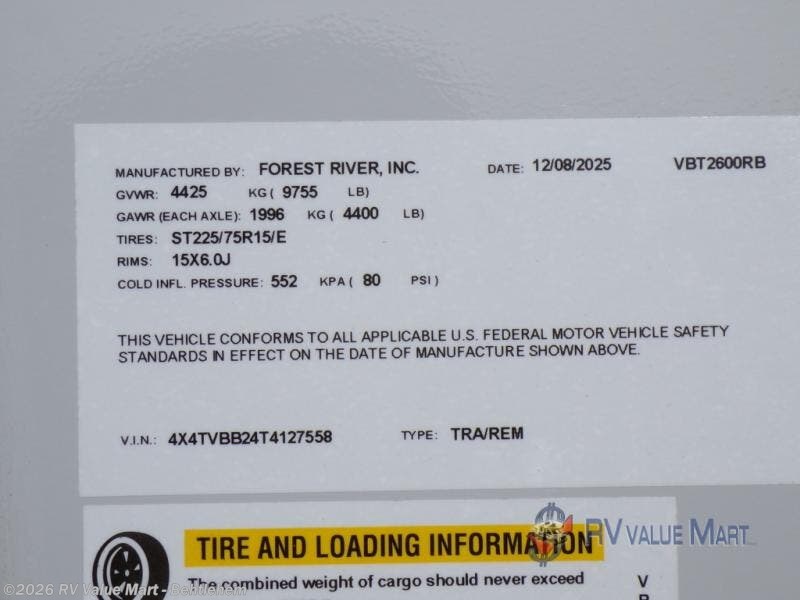 MANUFACTURED BY: FOREST RIVER, INC. DATE: 12/08/2025 VBT2600RB
GVWR: 4425 KG ( 9755 LB)
GAWR (EACH AXLE): 1996 KG ( 4400 LB)
TIRES: ST225/75R15/E
RIMS: 15X6.0J
COLD INFL. PRESSURE: 552 KPA ( 80 PSI )
THIS VEHICLE CONFORMS TO ALL APPLICABLE U.S. FEDERAL MOTOR VEHICLE SAFETY
STANDARDS IN EFFECT ON THE DATE OF MANUFACTURE SHOWN ABOVE.
V.I.N.: 4X4TVBB24T4127558 TYPE: TRA/REM
TIRE AND LOADING INFORMATION
RV VALUE MART
The combined weight of cargo should never exceed V
©2026 RV Value Mart - Bethlehem